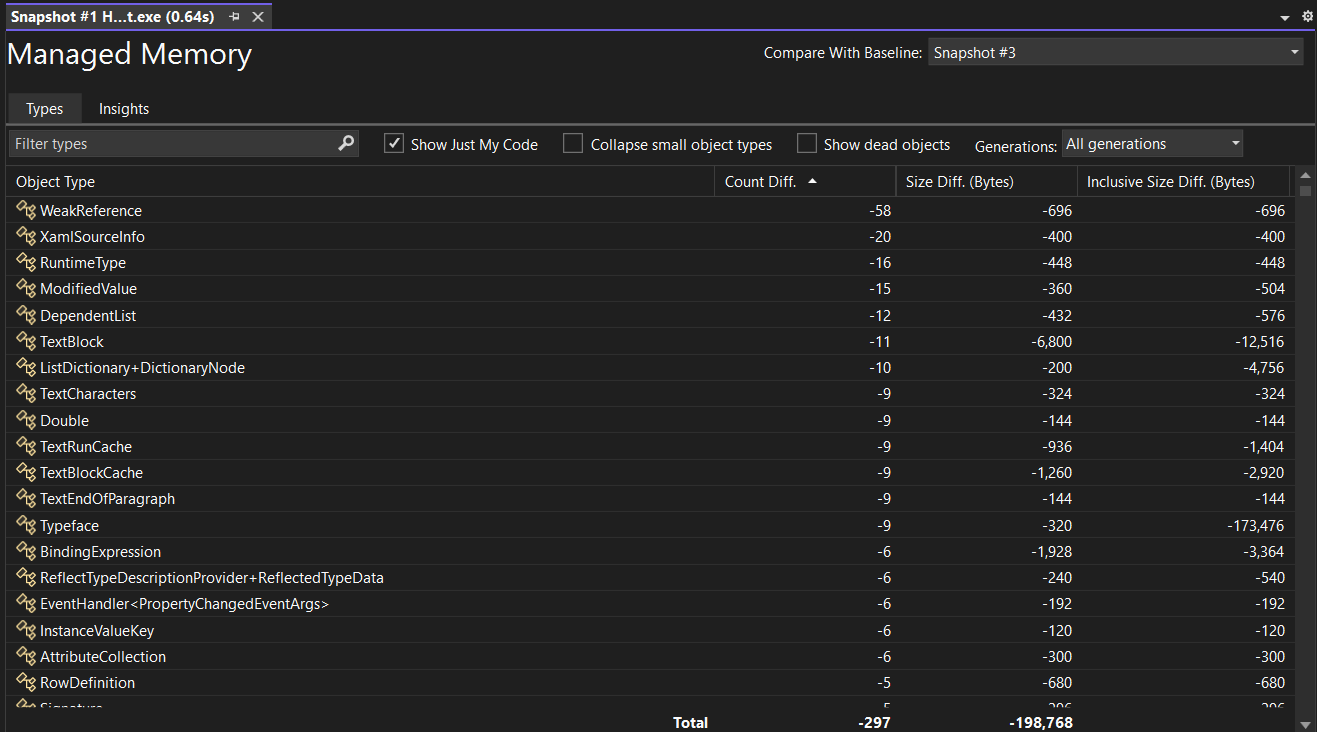 Snapshot #1 H...t.exe (0.64s)
Managed Memory
Compare With Baseline: Snapshot #3
Types Insights
Filter types Show Just My Code Collapse small object types Show dead objects Generations: All generations
Object Type Count Diff. Size Diff. (Bytes) Inclusive Size Diff. (Bytes)
WeakReference -58 -696 -696
XamlSourceInfo -20 -400 -400
RuntimeType -16 -448 -448
ModifiedValue -15 -360 -504
DependentList -12 -432 -576
TextBlock -11 -6,800 -12,516
ListDictionary+DictionaryNode -10 -200 -4,756
TextCharacters -9 -324 -324
Double -9 -144 -144
TextRunCache -9 -936 -1,404
TextBlockCache -9 -1,260 -2,920
TextEndOfParagraph -9 -144 -144
Typeface -9 -320 -173,476
BindingExpression -6 -1,928 -3,364
ReflectTypeDescriptionProvider+ReflectedTypeData -6 -240 -540
EventHandler<PropertyChangedEventArgs> -6 -192 -192
InstanceValueKey -6 -120 -120
AttributeCollection -6 -300 -300
RowDefinition -5 -680 -680
Total -297 -198,768